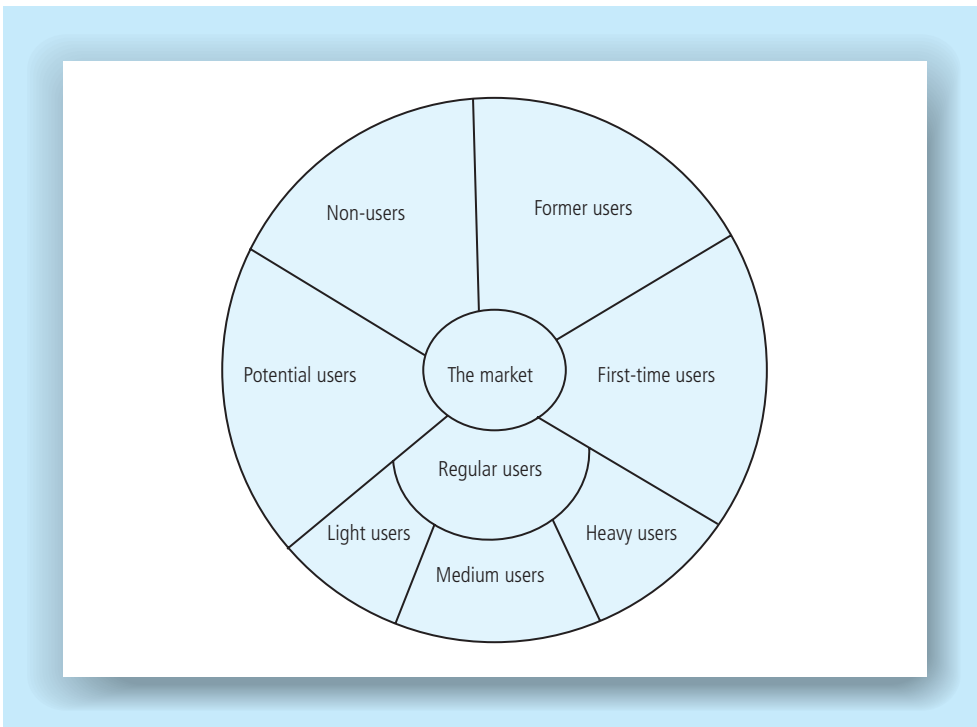 Non-users
Former users
Potential users
The market
First-time users
Regular users
Light users
Heavy users
Medium users